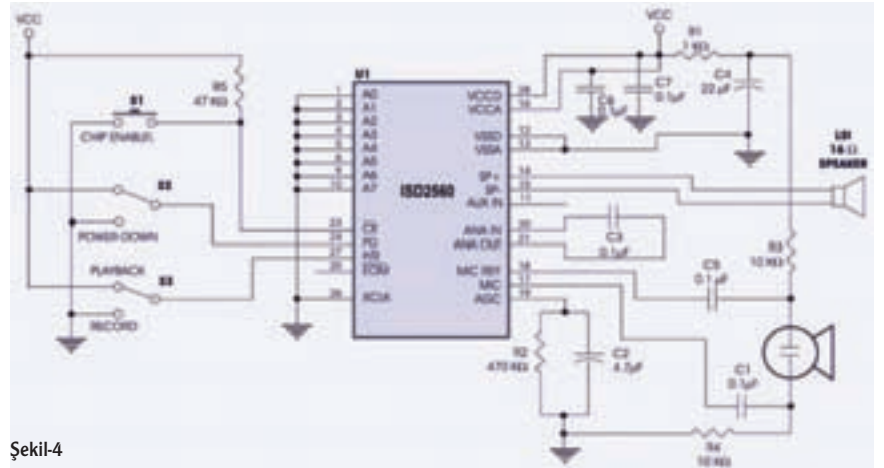 VCC
VCC
R1
1 KΩ
R5
47 KΩ
S1
CHIP ENABLE
S2
POWER DOWN
PLAYBACK
S3
RECORD
U1
ISD2560
A0
A1
A2
A3
A4
A5
A6
A7
CE
PD
P/R
EOM
XCLK
VCCD
VCCA
VSSD
VSSA
SP+
SP-
AUX IN
ANA IN
ANA OUT
MIC REF
MIC
AGC
C7
0.1µF
C4
22 µF
LS1
16 Ω
SPEAKER
C3
0.1µF
R3
10 KΩ
C5
0.1 µF
R2
470 KΩ
C2
4.7µF
C1
0.1µF
R4
10 KΩ
Şekil-4